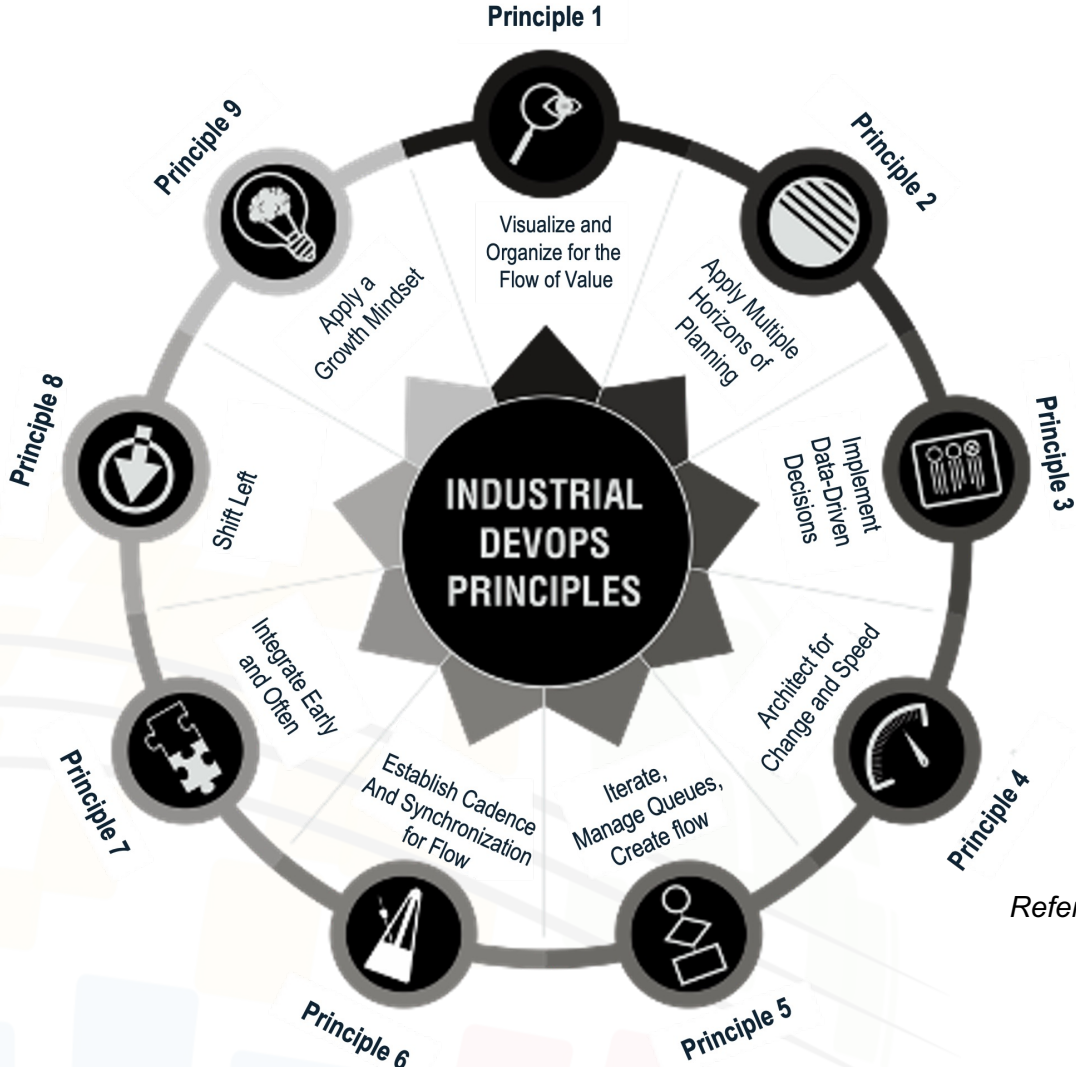 Principle 1
Visualize and
Organize for the
Flow of Value
Principle 2
Apply Multiple
Horizons of
Planning
Principle 3
Implement
Data-Driven
Decisions
Principle 4
Architect for
Change and Speed
Principle 5
Iterate,
Manage Queues,
Create flow
Principle 6
Establish Cadence
And Synchronization
for Flow
Principle 7
Integrate Early
and Often
Principle 8
Shift Left
Principle 9
Apply a
Growth Mindset
INDUSTRIAL
DEVOPS
PRINCIPLES
Refer